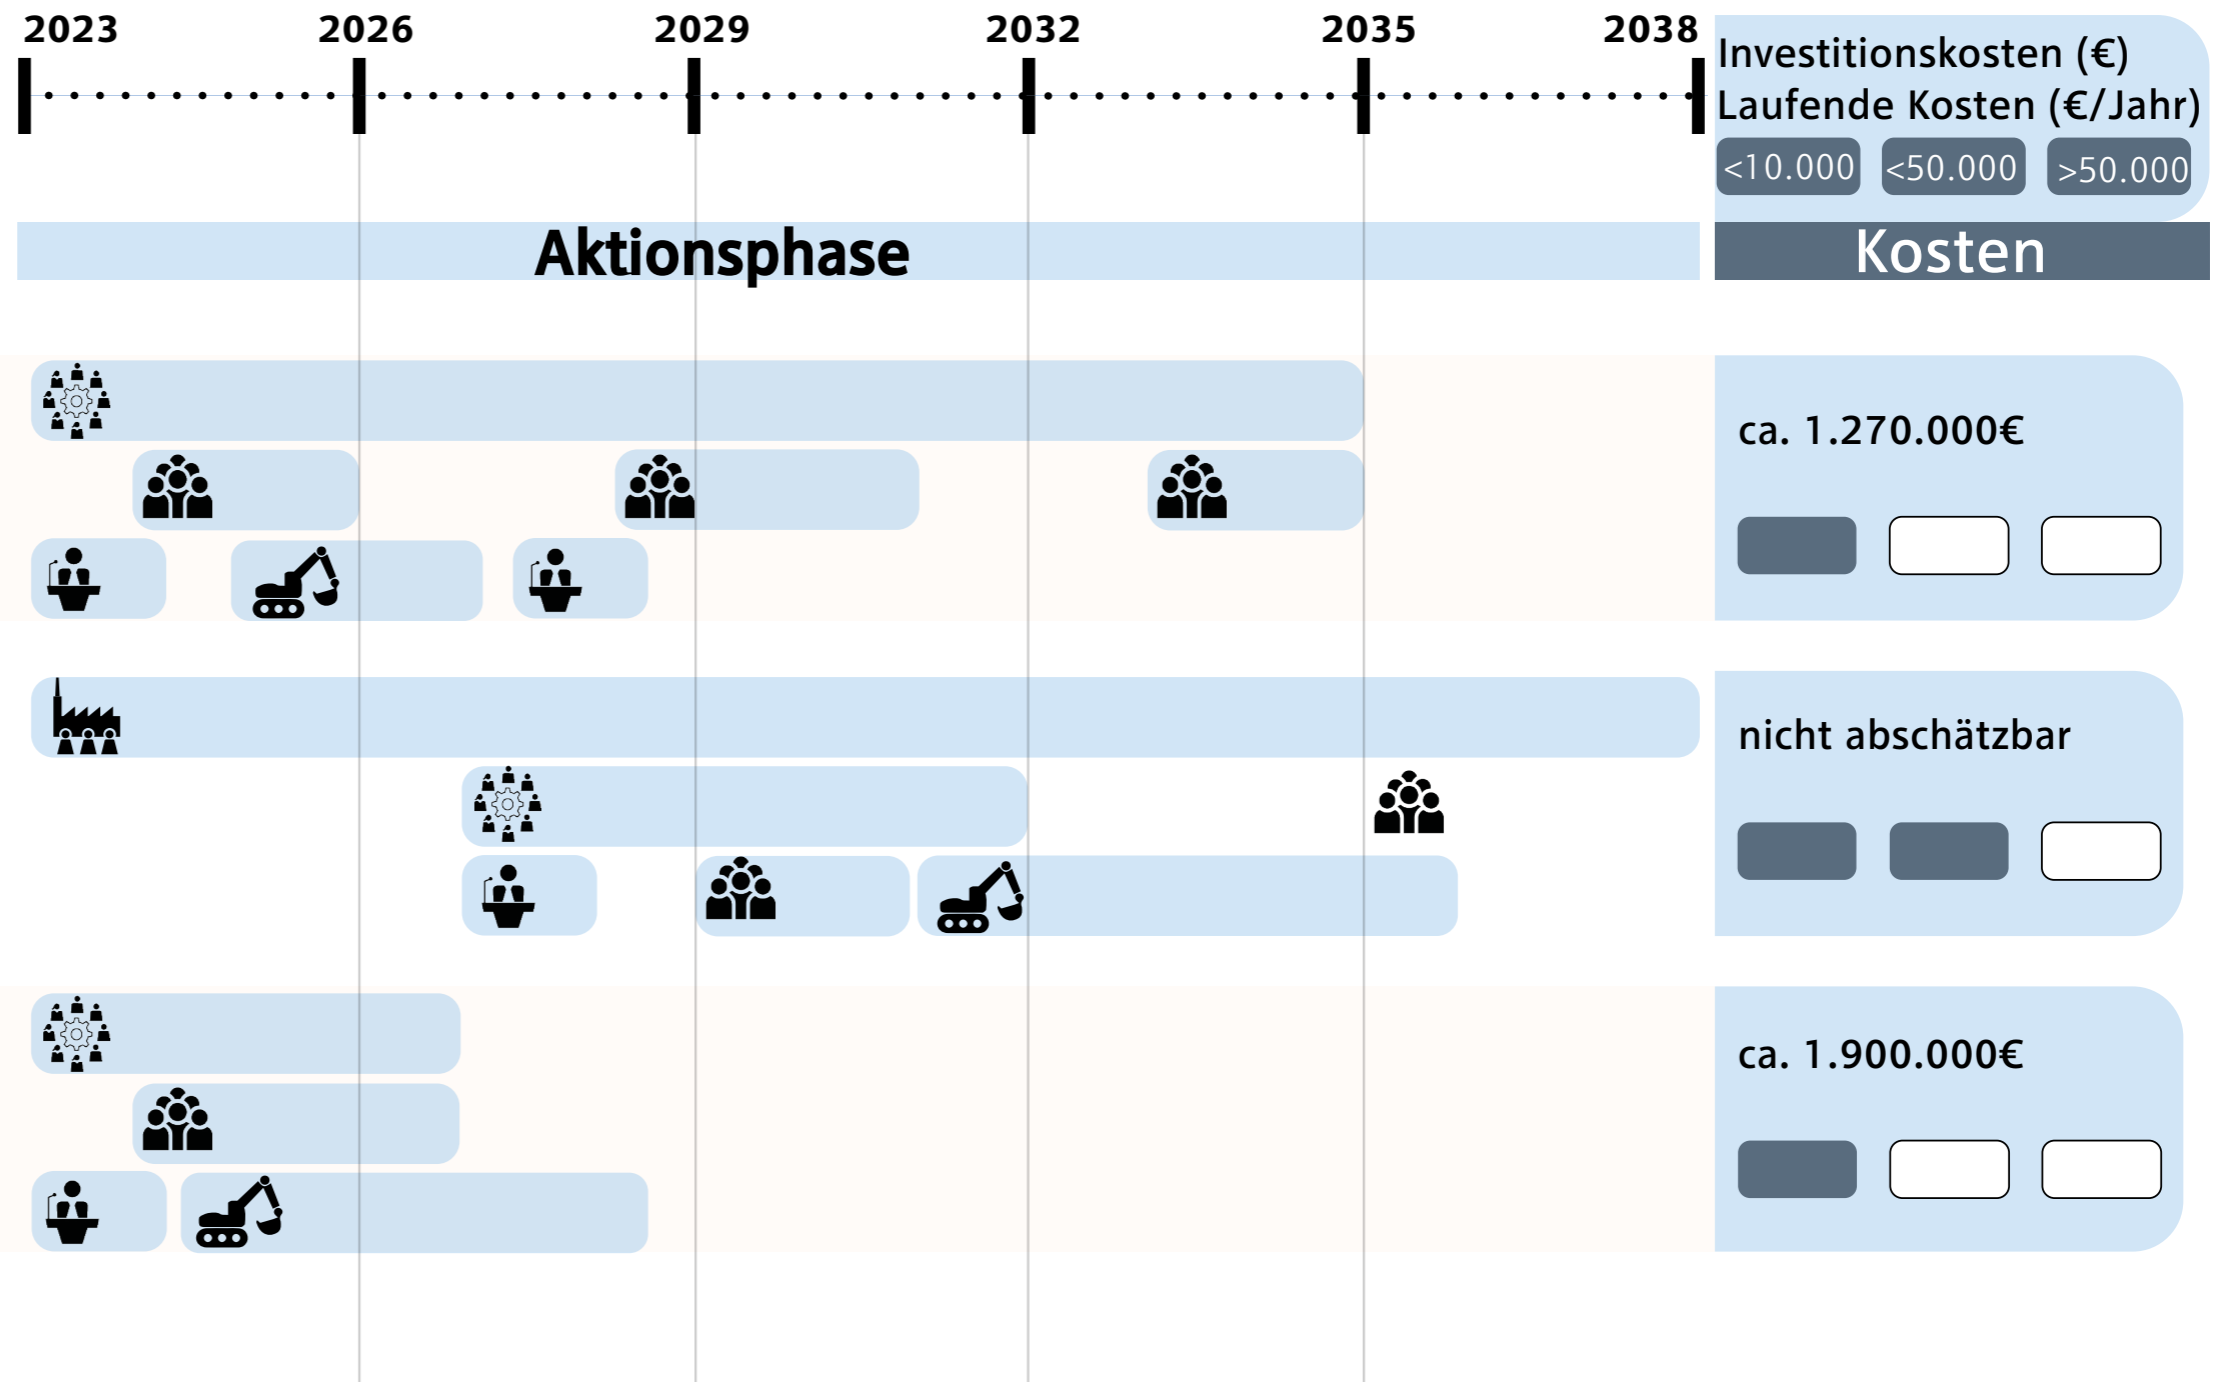 2023 2026 2029 2032 2035 2038
Investitionskosten (€)
Laufende Kosten (€/Jahr)
<10.000 <50.000 >50.000
Aktionsphase
Kosten
ca. 1.270.000€
nicht abschätzbar
ca. 1.900.000€